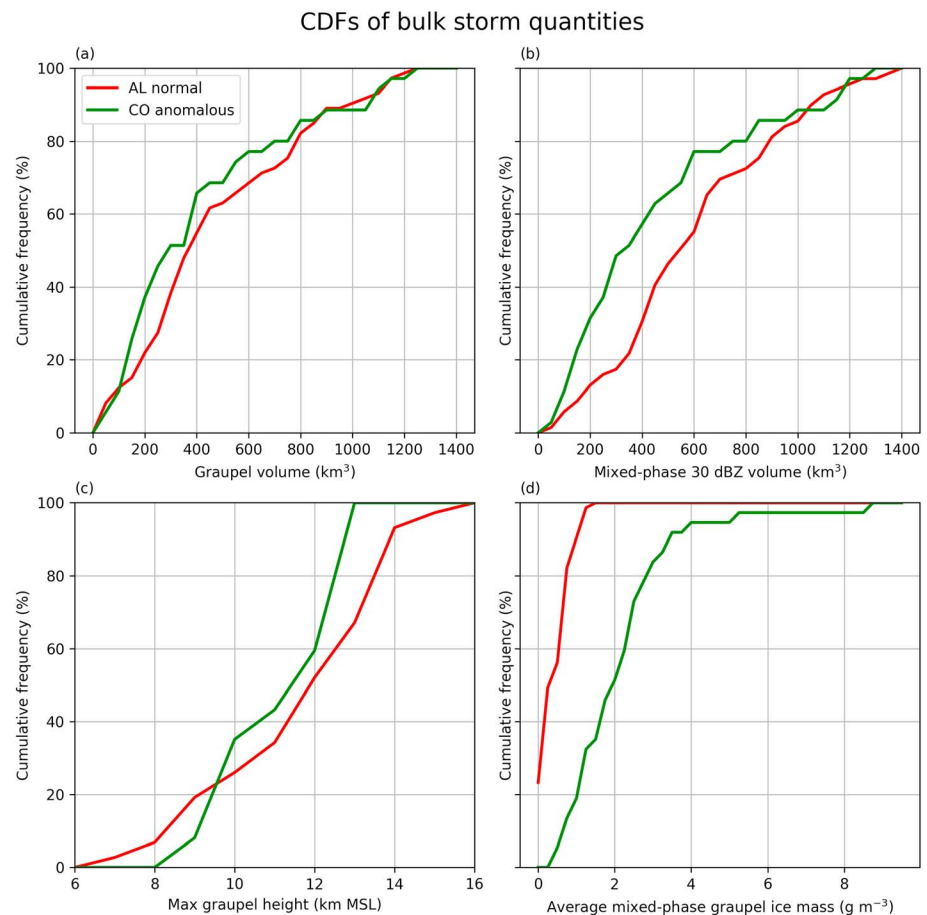 CDFs of bulk storm quantities
(a)
100
80
60
40
20
0
Cumulative frequency (%)
AL normal
CO anomalous
0 200 400 600 800 1000 1200 1400
Graupel volume (km³)
(b)
Cumulative frequency (%)
0 200 400 600 800 1000 1200 1400
Mixed-phase 30 dBZ volume (km³)
(c)
100
80
60
40
20
0
Cumulative frequency (%)
6 8 10 12 14 16
Max graupel height (km MSL)
(d)
Cumulative frequency (%)
0 2 4 6 8
Average mixed-phase graupel ice mass (g m⁻³)